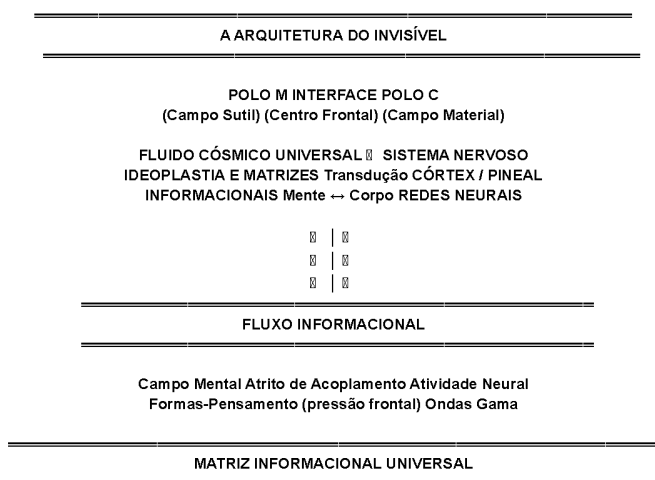 A ARQUITETURA DO INVISÍVEL
POLO M INTERFACE POLO C
(Campo Sutil) (Centro Frontal) (Campo Material)
FLUIDO CÓSMICO UNIVERSAL SISTEMA NERVOSO
IDEOPLASTIA E MATRIZES Transdução CÓRTEX / PINEAL
INFORMACIONAIS Mente ↔ Corpo REDES NEURAIS
FLUXO INFORMACIONAL
Campo Mental Atrito de Acoplamento Atividade Neural
Formas-Pensamento (pressão frontal) Ondas Gama
MATRIZ INFORMACIONAL UNIVERSAL